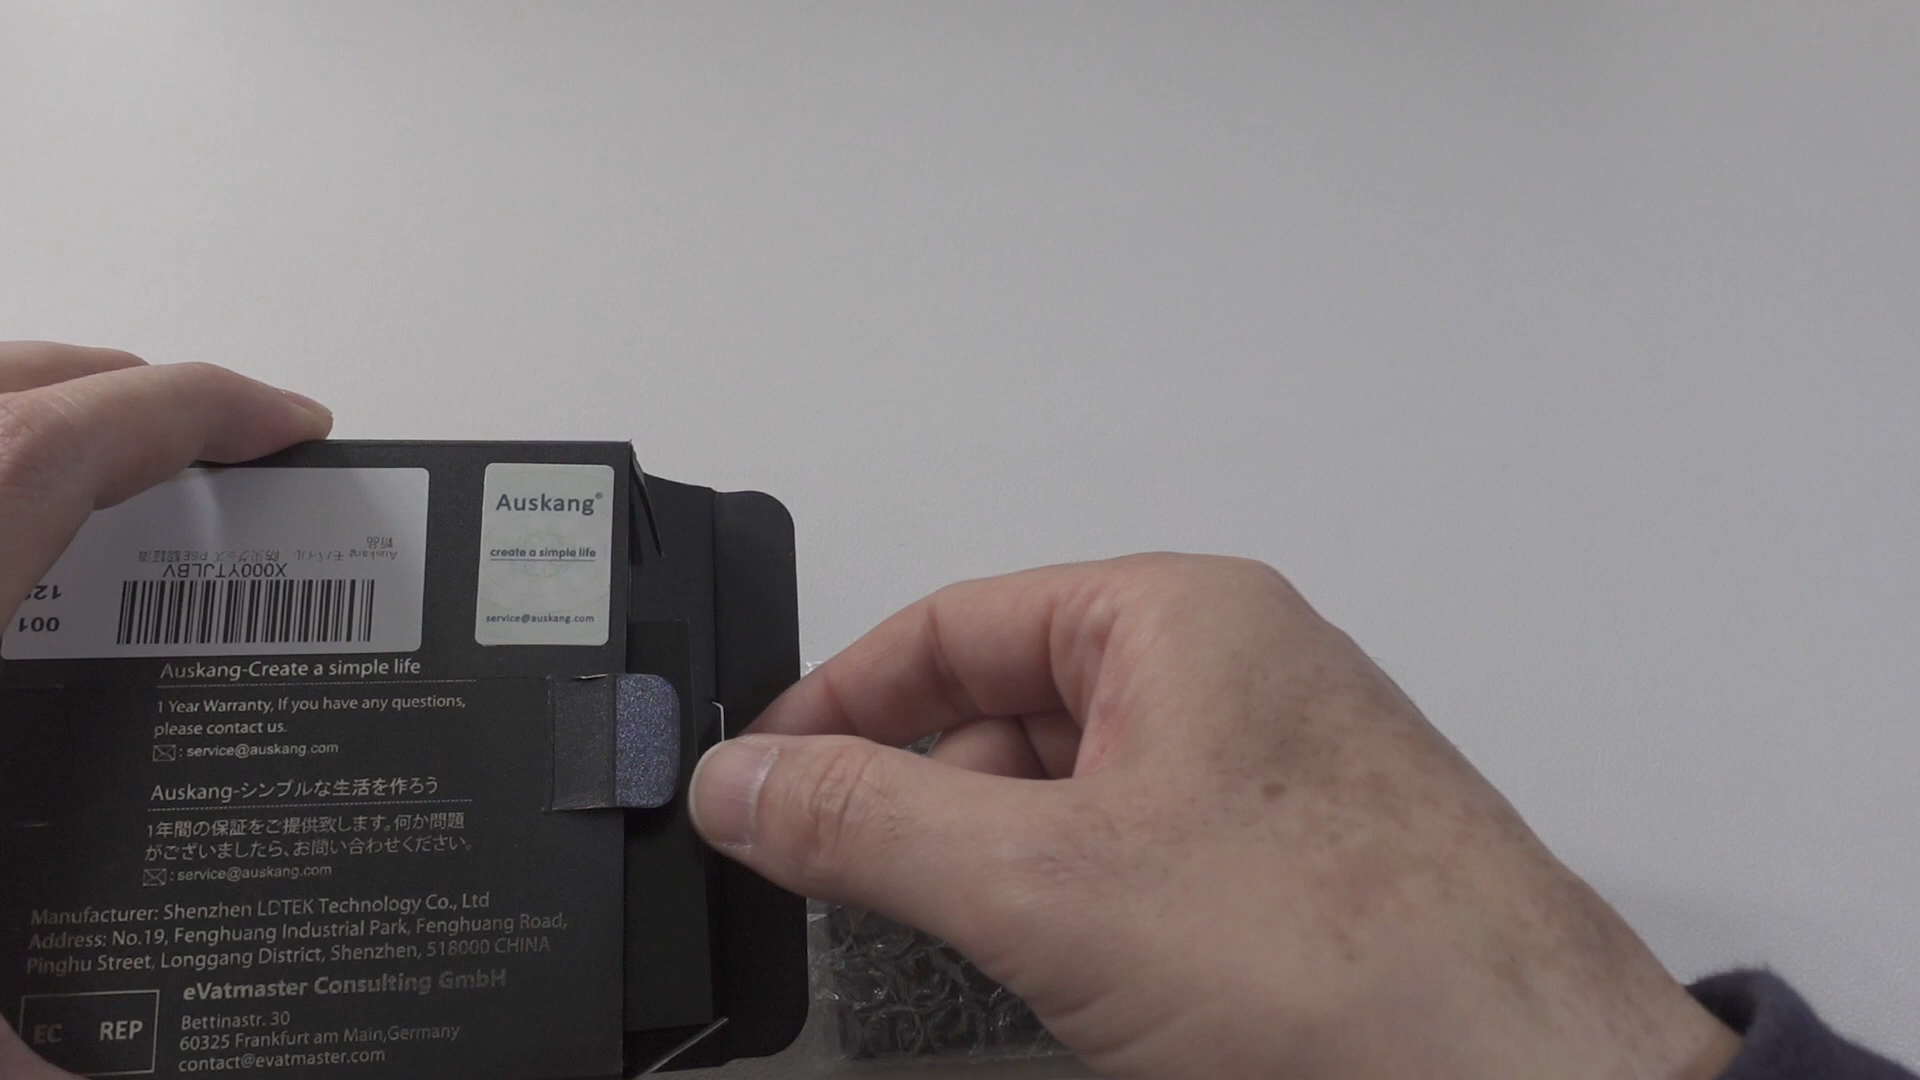 Auskang®
create a simple life
service@auskang.com
新品
X000YTJLBV
001
Auskang-Create a simple life
1 Year Warranty, If you have any questions,
please contact us.
: service@auskang.com
Auskang-シンプルな生活を作ろう
1年間の保証をご提供致します。何か問題
がございましたら、お問い合わせください。
: service@auskang.com
Manufacturer: Shenzhen LDTEK Technology Co., Ltd
Address: No.19, Fenghuang Industrial Park, Fenghuang Road,
Pinghu Street, Longgang District, Shenzhen, 518000 CHINA
EC REP
eVatmaster Consulting GmbH
Bettinastr. 30
60325 Frankfurt am Main,Germany
contact@evatmaster.com